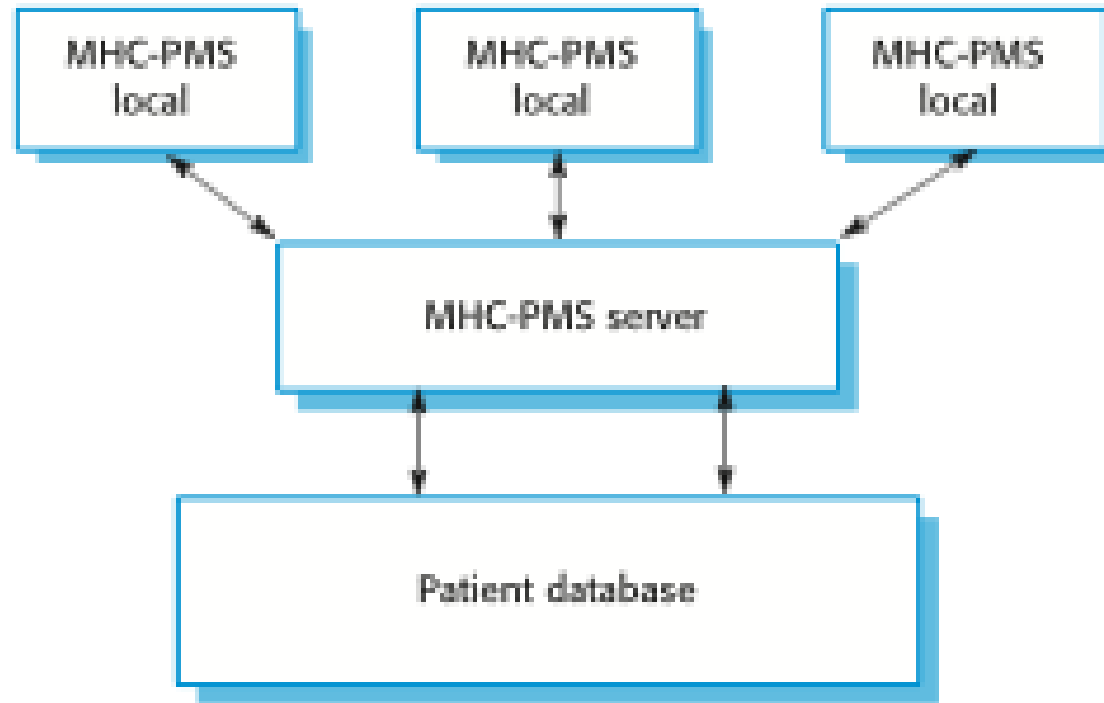 MHC-PMS
local
MHC-PMS
local
MHC-PMS
local
MHC-PMS server
Patient database